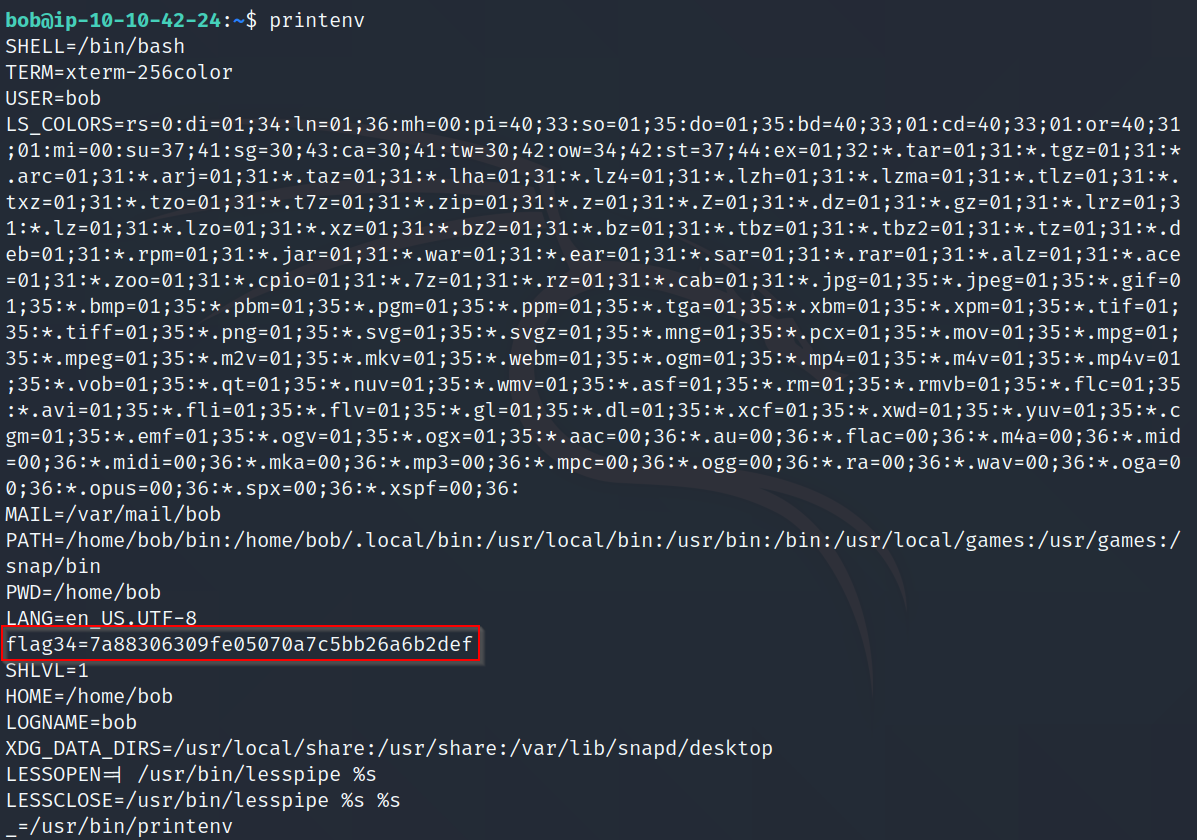 bob@ip-10-10-42-24:~$ printenv
SHELL=/bin/bash
TERM=xterm-256color
USER=bob
LS_COLORS=rs=0:di=01;34:ln=01;36:mh=00:pi=40;33:so=01;35:do=01;35:bd=40;33;01:cd=40;33;01:or=40;31
;01:mi=00:su=37;41:sg=30;43:ca=30;41:tw=30;42:ow=34;42:st=37;44:ex=01;32:*.tar=01;31:*.tgz=01;31:*
.arc=01;31:*.arj=01;31:*.taz=01;31:*.lha=01;31:*.lz4=01;31:*.lzh=01;31:*.lzma=01;31:*.tlz=01;31:*.
txz=01;31:*.tzo=01;31:*.t7z=01;31:*.zip=01;31:*.z=01;31:*.Z=01;31:*.dz=01;31:*.gz=01;31:*.lrz=01;3
1:*.lz=01;31:*.lzo=01;31:*.xz=01;31:*.bz2=01;31:*.bz=01;31:*.tbz=01;31:*.tbz2=01;31:*.tz=01;31:*.d
eb=01;31:*.rpm=01;31:*.jar=01;31:*.war=01;31:*.ear=01;31:*.sar=01;31:*.rar=01;31:*.alz=01;31:*.ace
=01;31:*.zoo=01;31:*.cpio=01;31:*.7z=01;31:*.rz=01;31:*.cab=01;31:*.jpg=01;35:*.jpeg=01;35:*.gif=0
1;35:*.bmp=01;35:*.pbm=01;35:*.pgm=01;35:*.ppm=01;35:*.tga=01;35:*.xbm=01;35:*.xpm=01;35:*.tif=01;
35:*.tiff=01;35:*.png=01;35:*.svg=01;35:*.svgz=01;35:*.mng=01;35:*.pcx=01;35:*.mov=01;35:*.mpg=01;
35:*.mpeg=01;35:*.m2v=01;35:*.mkv=01;35:*.webm=01;35:*.ogm=01;35:*.mp4=01;35:*.m4v=01;35:*.mp4v=01
;35:*.vob=01;35:*.qt=01;35:*.nuv=01;35:*.wmv=01;35:*.asf=01;35:*.rm=01;35:*.rmvb=01;35:*.flc=01;35
:*.avi=01;35:*.fli=01;35:*.flv=01;35:*.gl=01;35:*.dl=01;35:*.xcf=01;35:*.xwd=01;35:*.yuv=01;35:*.c
gm=01;35:*.emf=01;35:*.ogv=01;35:*.ogx=01;35:*.aac=00;36:*.au=00;36:*.flac=00;36:*.m4a=00;36:*.mid
=00;36:*.midi=00;36:*.mka=00;36:*.mp3=00;36:*.mpc=00;36:*.ogg=00;36:*.ra=00;36:*.wav=00;36:*.oga=0
0;36:*.opus=00;36:*.spx=00;36:*.xspf=00;36:
MAIL=/var/mail/bob
PATH=/home/bob/bin:/home/bob/.local/bin:/usr/local/bin:/usr/bin:/bin:/usr/local/games:/usr/games:/
snap/bin
PWD=/home/bob
LANG=en_US.UTF-8
flag34=7a88306309fe05070a7c5bb26a6b2def
SHLVL=1
HOME=/home/bob
LOGNAME=bob
XDG_DATA_DIRS=/usr/local/share:/usr/share:/var/lib/snapd/desktop
LESSOPEN=| /usr/bin/lesspipe %s
LESSCLOSE=/usr/bin/lesspipe %s %s
_=/usr/bin/printenv